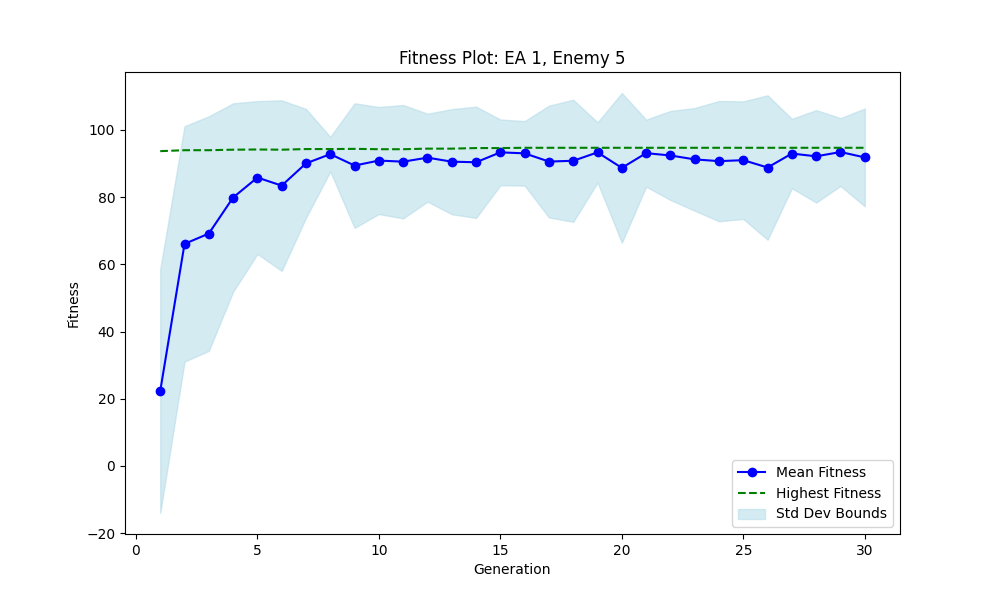 Fitness Plot: EA 1, Enemy 5
Fitness
100
80
60
40
20
0
−20
0 5 10 15 20 25 30
Generation
Mean Fitness
Highest Fitness
Std Dev Bounds